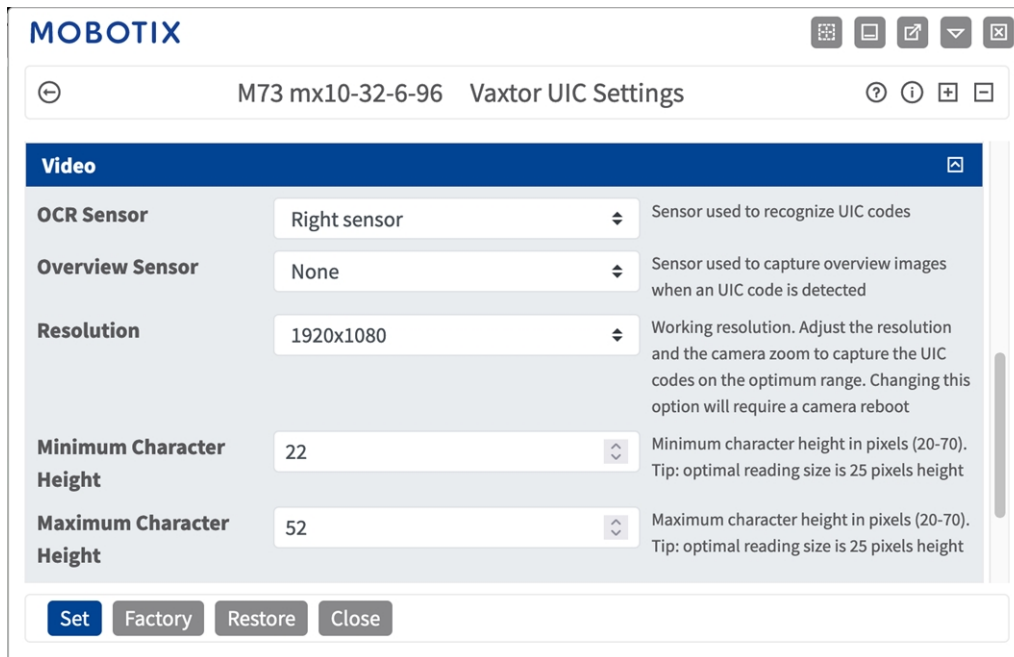 MOBOTIX
M73 mx10-32-6-96 Vaxtor UIC Settings
Video
OCR Sensor
Right sensor
Sensor used to recognize UIC codes
Overview Sensor
None
Sensor used to capture overview images
when an UIC code is detected
Resolution
1920x1080
Working resolution. Adjust the resolution
and the camera zoom to capture the UIC
codes on the optimum range. Changing this
option will require a camera reboot
Minimum Character
Height
22
Minimum character height in pixels (20-70).
Tip: optimal reading size is 25 pixels height
Maximum Character
Height
52
Maximum character height in pixels (20-70).
Tip: optimal reading size is 25 pixels height
Set Factory Restore Close